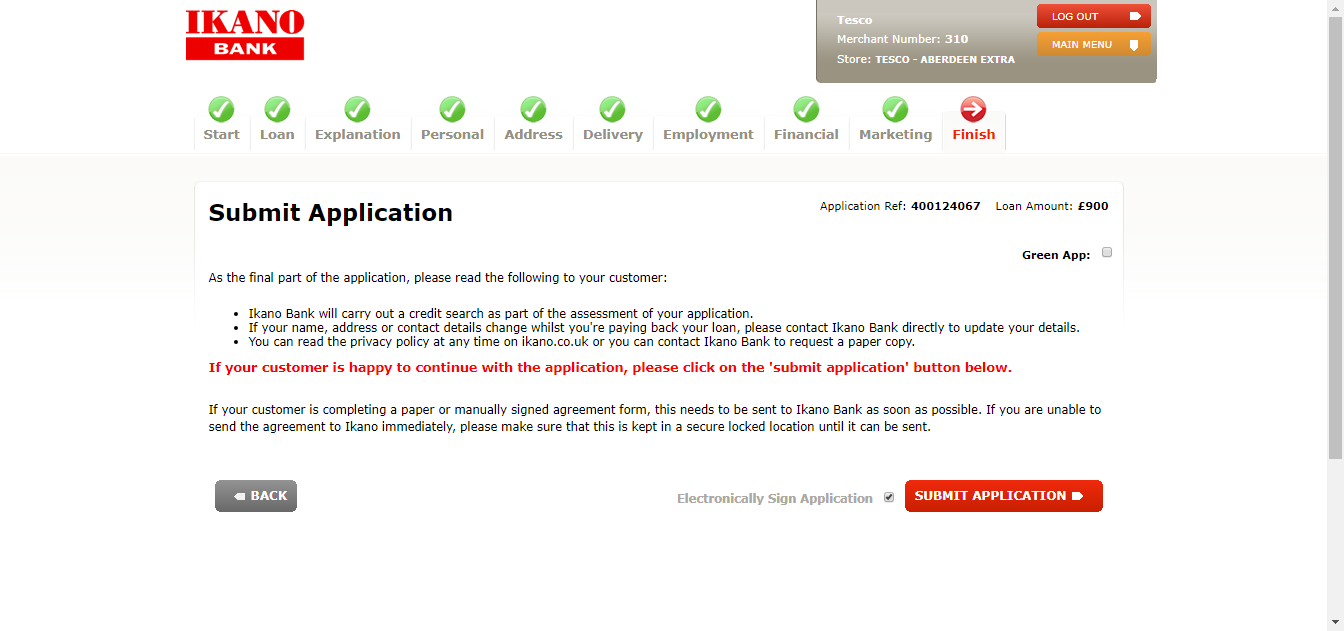 IKANO
BANK
Tesco
Merchant Number: 310
Store: TESCO - ABERDEEN EXTRA
LOG OUT
MAIN MENU
Start Loan Explanation Personal Address Delivery Employment Financial Marketing Finish
Submit Application
Application Ref: 400124067 Loan Amount: £900
Green App:
As the final part of the application, please read the following to your customer:
• Ikano Bank will carry out a credit search as part of the assessment of your application.
• If your name, address or contact details change whilst you're paying back your loan, please contact Ikano Bank directly to update your details.
• You can read the privacy policy at any time on ikano.co.uk or you can contact Ikano Bank to request a paper copy.
If your customer is happy to continue with the application, please click on the 'submit application' button below.
If your customer is completing a paper or manually signed agreement form, this needs to be sent to Ikano Bank as soon as possible. If you are unable to
send the agreement to Ikano immediately, please make sure that this is kept in a secure locked location until it can be sent.
BACK
Electronically Sign Application
SUBMIT APPLICATION